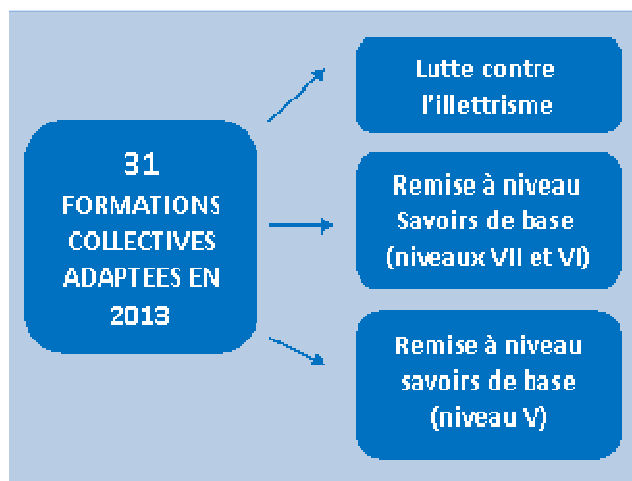 31
FORMATIONS
COLLECTIVES
ADAPTEES EN
2013
Lutte contre
l'illettrisme
Remise à niveau
Savoirs de base
(niveaux VII et VI)
Remise à niveau
savoirs de base
(niveau V)